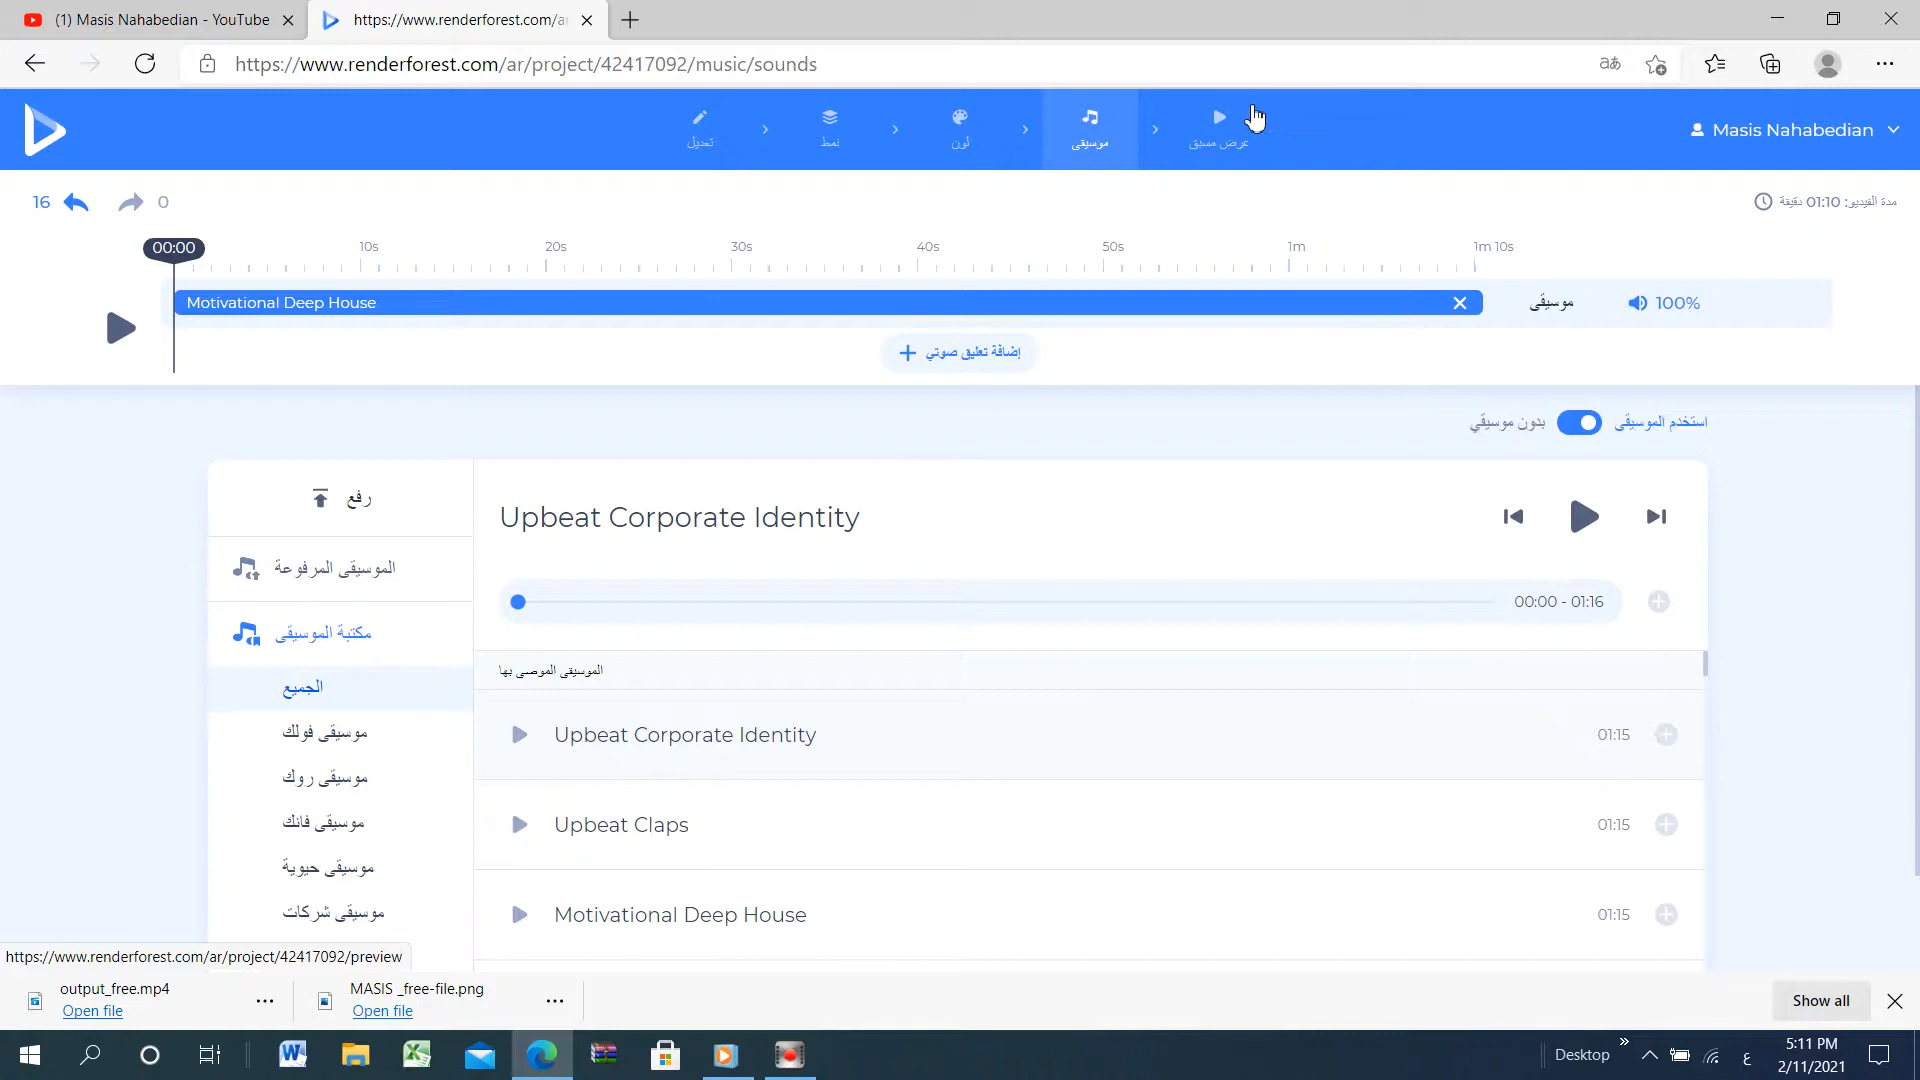 (1) Masis Nahabedian - YouTube
https://www.renderforest.com/a
https://www.renderforest.com/ar/project/42417092/music/sounds
تعديل
نمط
لون
موسيقى
عرض مسبق
Masis Nahabedian
16
0
مدة الفيديو: 01:10 دقيقة
00:00
10s
20s
30s
40s
50s
1m
1m 10s
Motivational Deep House
موسيقى
100%
إضافة تعليق صوتي
استخدم الموسيقى
بدون موسيقي
رفع
الموسيقى المرفوعة
مكتبة الموسيقى
الجميع
موسيقى فولك
موسيقى روك
موسيقى فانك
موسيقى حيوية
موسيقى شركات
Upbeat Corporate Identity
00:00 - 01:16
الموسيقى الموصى بها
Upbeat Corporate Identity
01:15
Upbeat Claps
01:15
Motivational Deep House
01:15
https://www.renderforest.com/ar/project/42417092/preview
output_free.mp4
Open file
MASIS _free-file.png
Open file
Show all
Desktop
ع
5:11 PM
2/11/2021